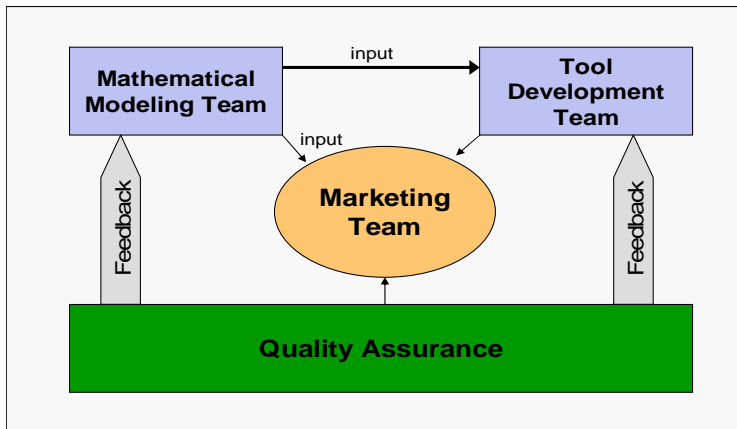 input
Mathematical
Modeling Team
Tool
Development
Team
input
Marketing
Team
Feedback
Feedback
Quality Assurance